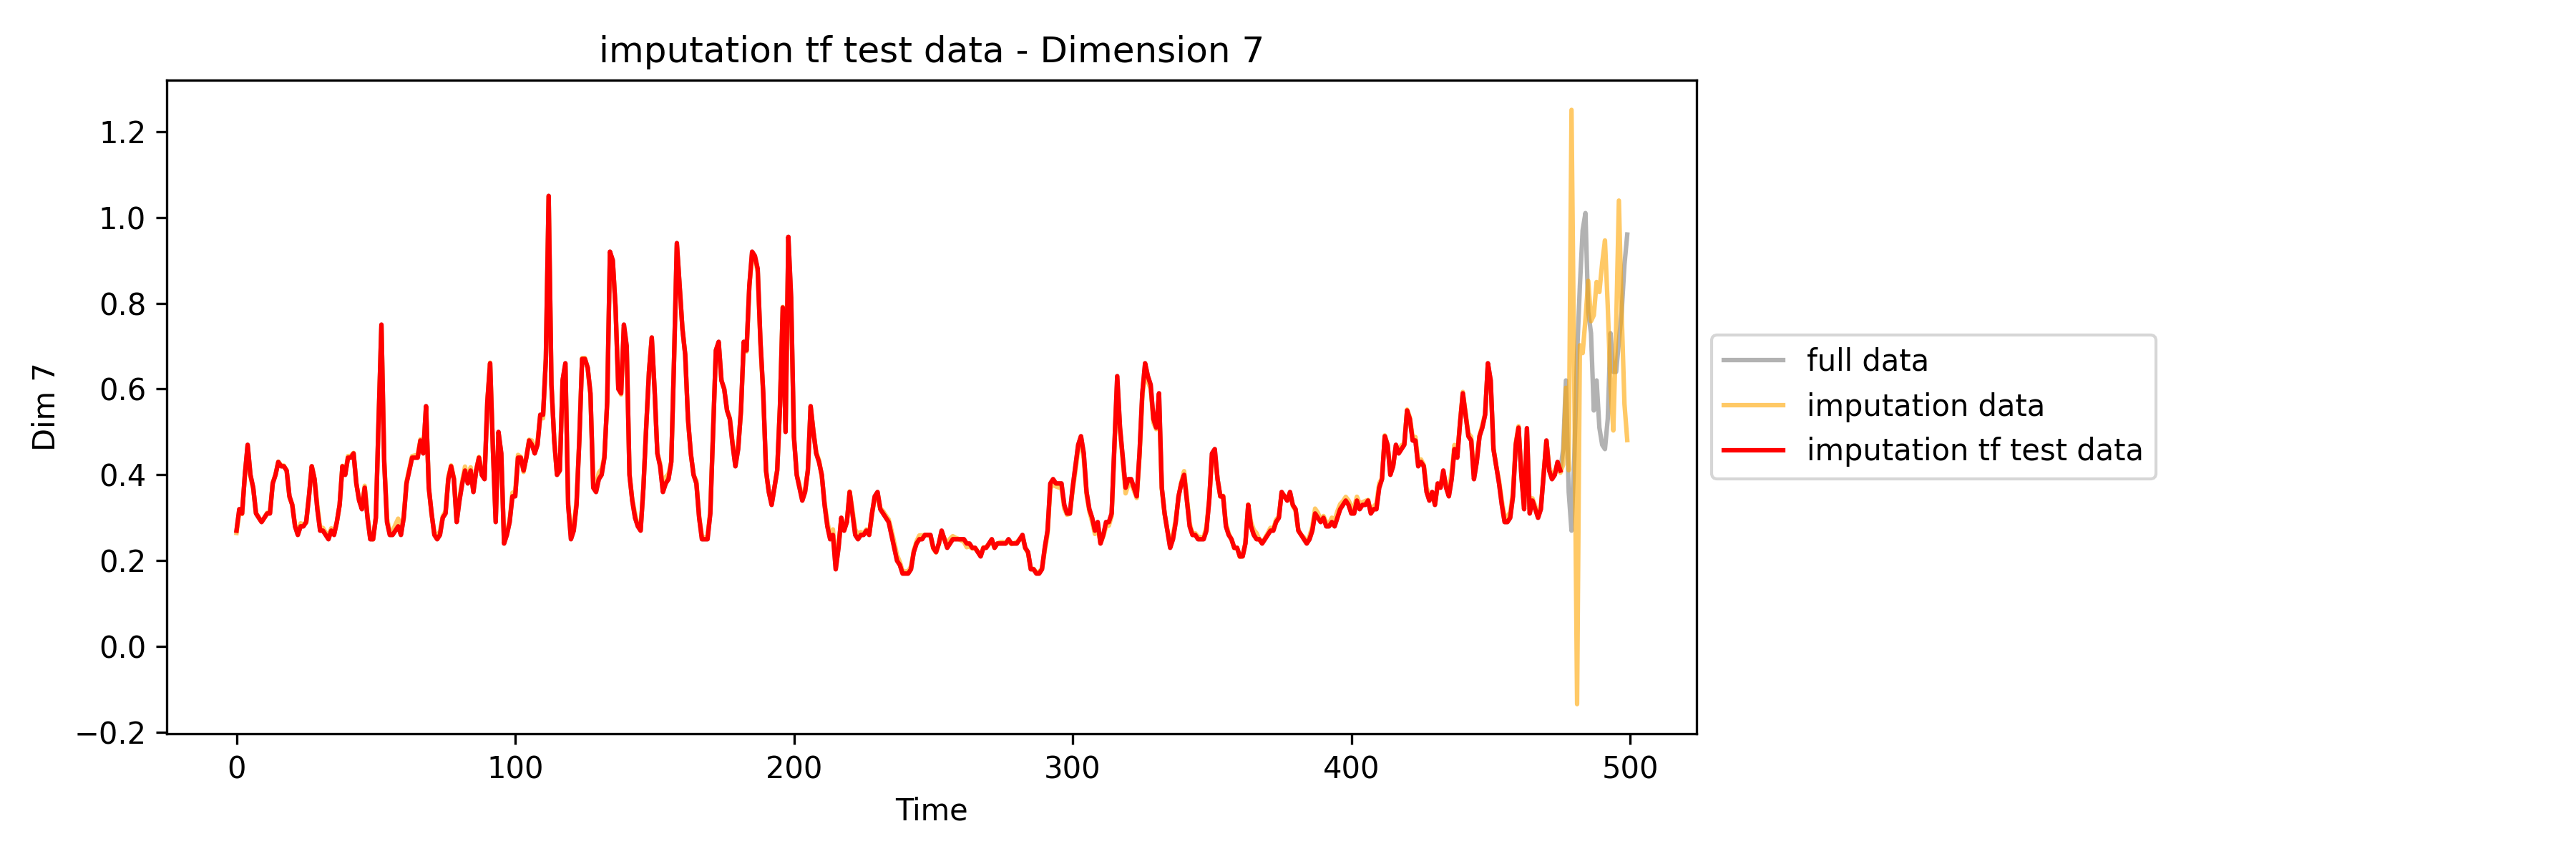 imputation tf test data - Dimension 7
1.2
1.0
0.8
0.6
0.4
0.2
0.0
−0.2
Dim 7
0 100 200 300 400 500
Time
full data
imputation data
imputation tf test data